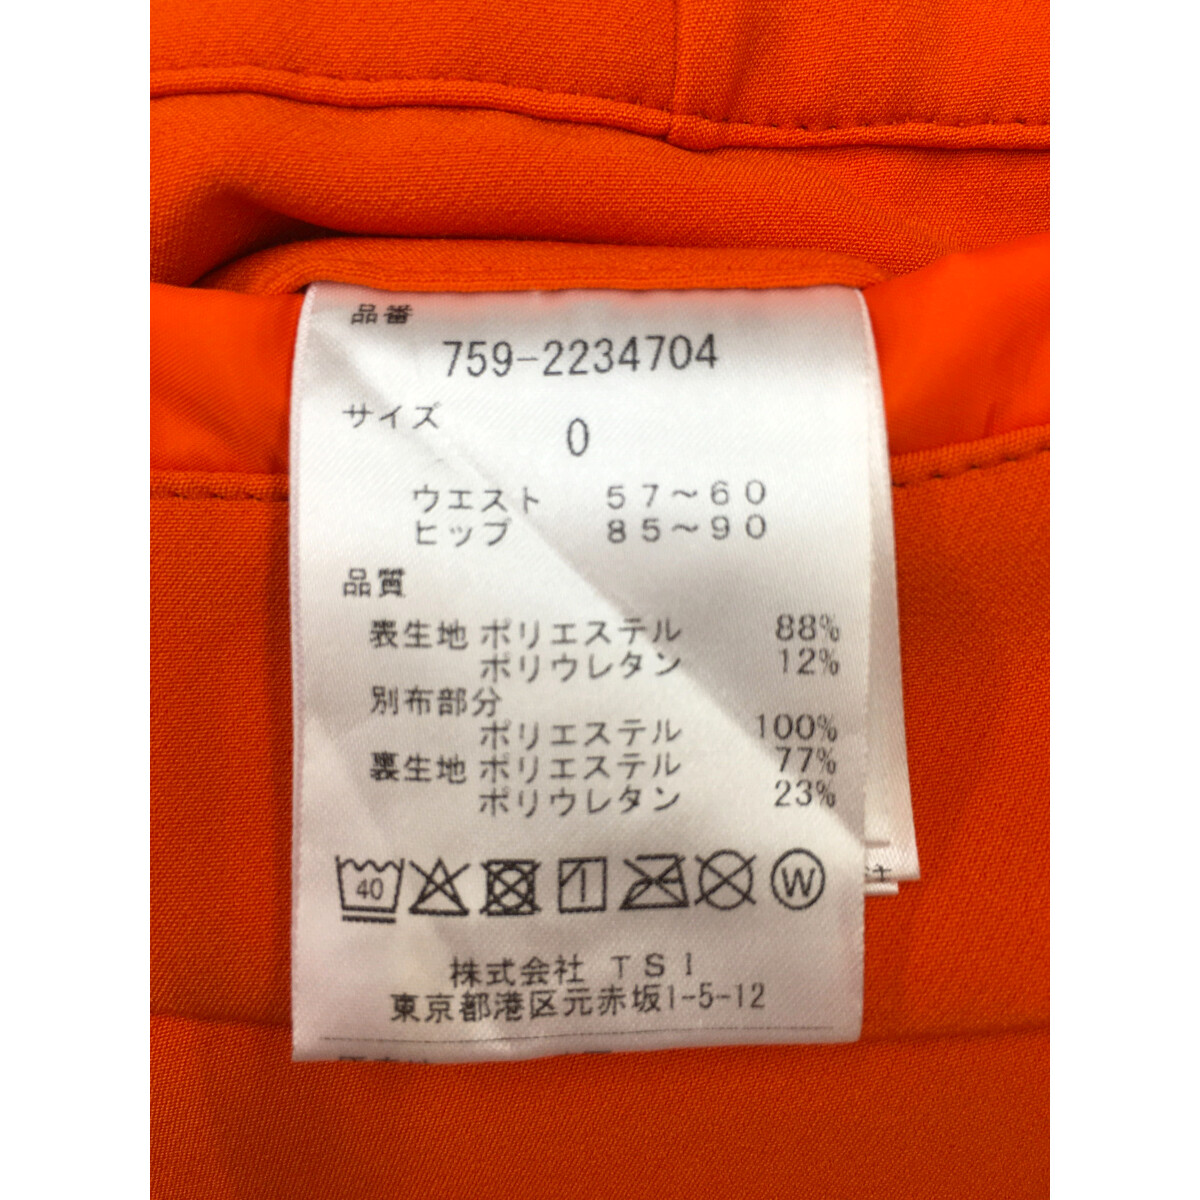 品番
759-2234704
サイズ
0
ウエスト 57～60
ヒップ 85～90
品質
表生地 ポリエステル 88%
ポリウレタン 12%
別布部分
ポリエステル 100%
裏生地 ポリエステル 77%
ポリウレタン 23%
40 W
株式会社 TSI
東京都港区元赤坂1-5-12